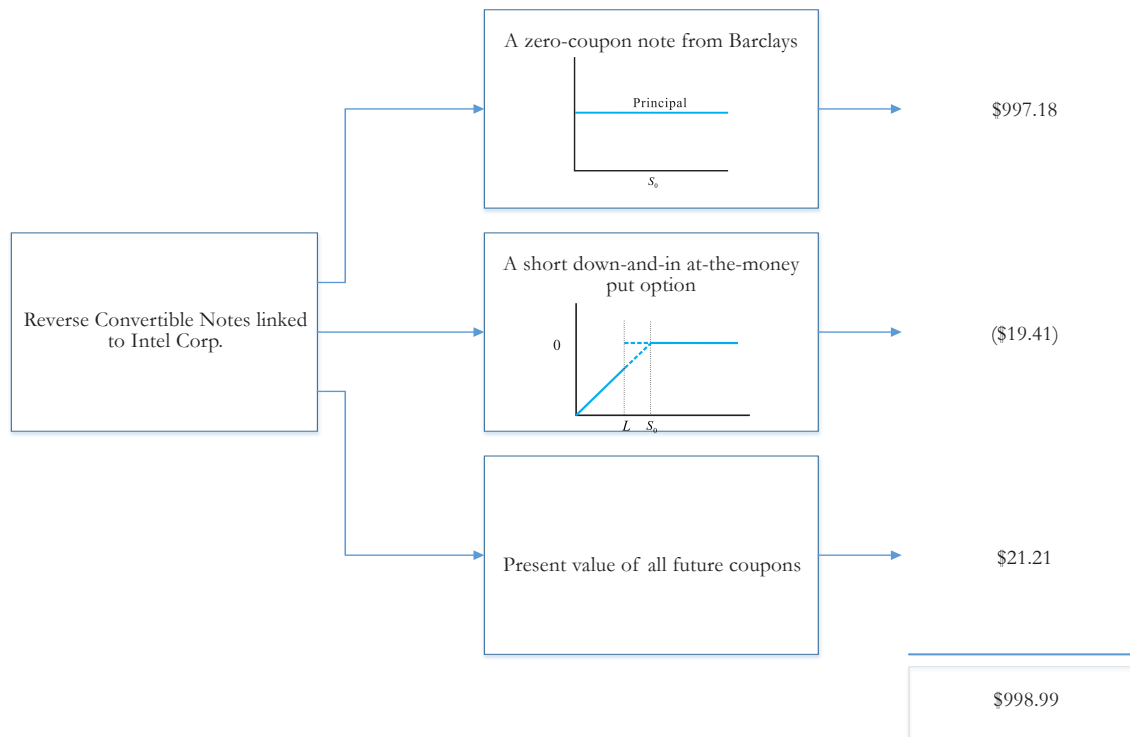 A zero-coupon note from Barclays
Principal
S₀
$997.18
Reverse Convertible Notes linked
to Intel Corp.
A short down-and-in at-the-money
put option
0
L S₀
($19.41)
Present value of all future coupons
$21.21
$998.99